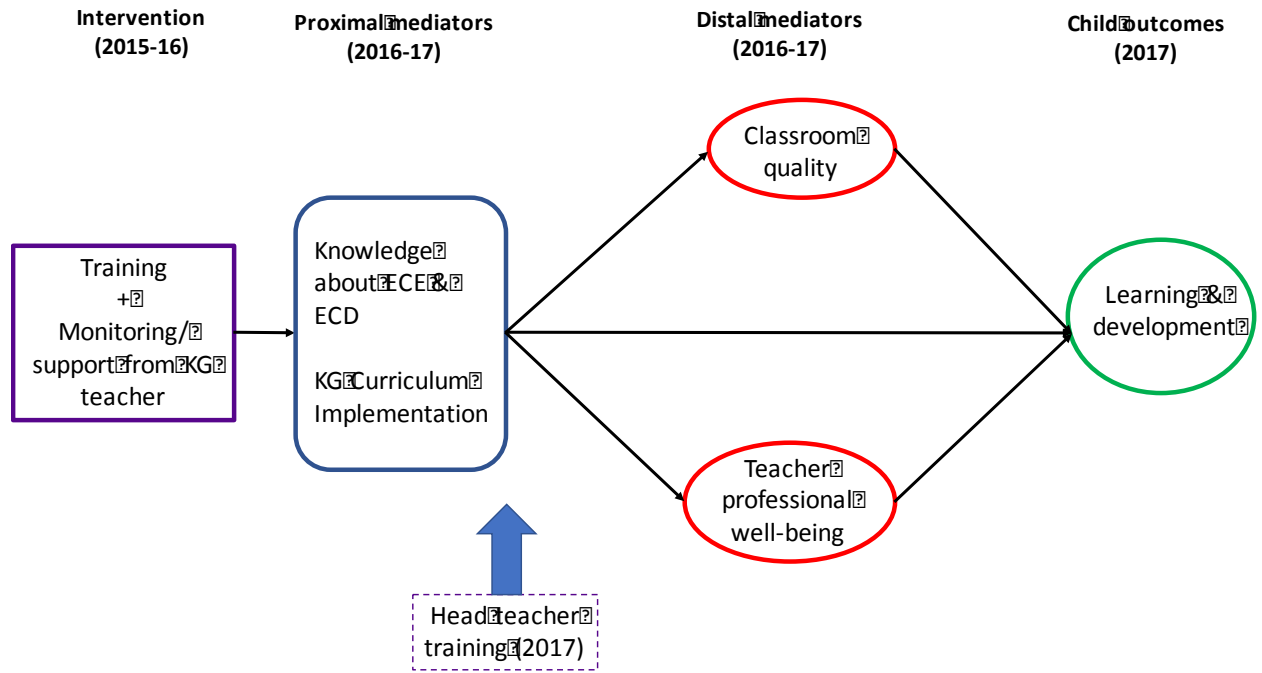 Intervention
(2015-16)
Proximal⍰mediators
(2016-17)
Distal⍰mediators
(2016-17)
Child⍰outcomes
(2017)
Training
+⍰
Monitoring/⍰
support⍰from⍰KG⍰
teacher
Knowledge⍰
about⍰ECE⍰&⍰
ECD
KG⍰Curriculum⍰
Implementation
Classroom⍰
quality
Teacher⍰
professional⍰
well-being
Learning⍰&⍰
development⍰
Head⍰teacher⍰
training⍰(2017)